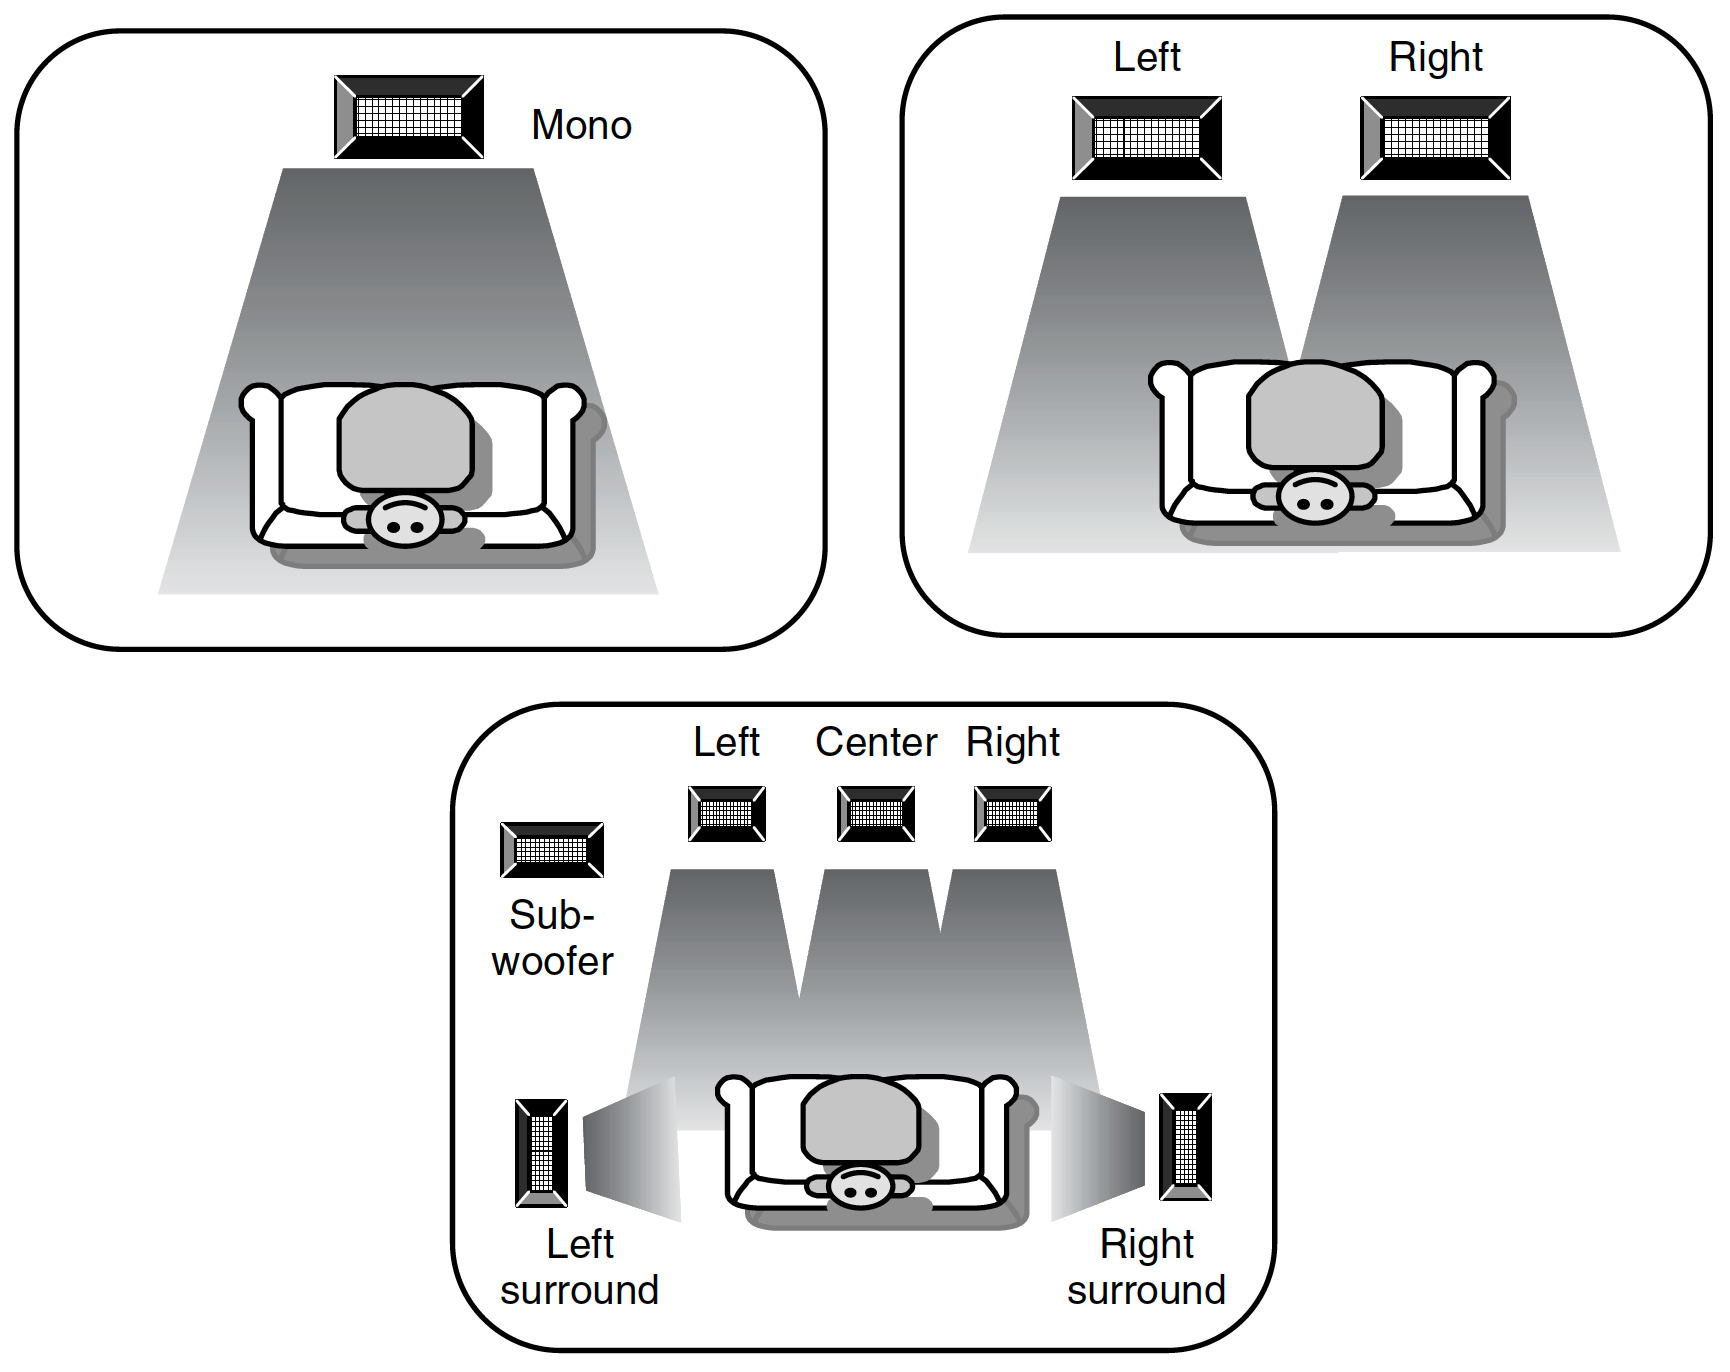 Mono
Left
Right
Left
Center
Right
Sub-
woofer
Left
surround
Right
surround